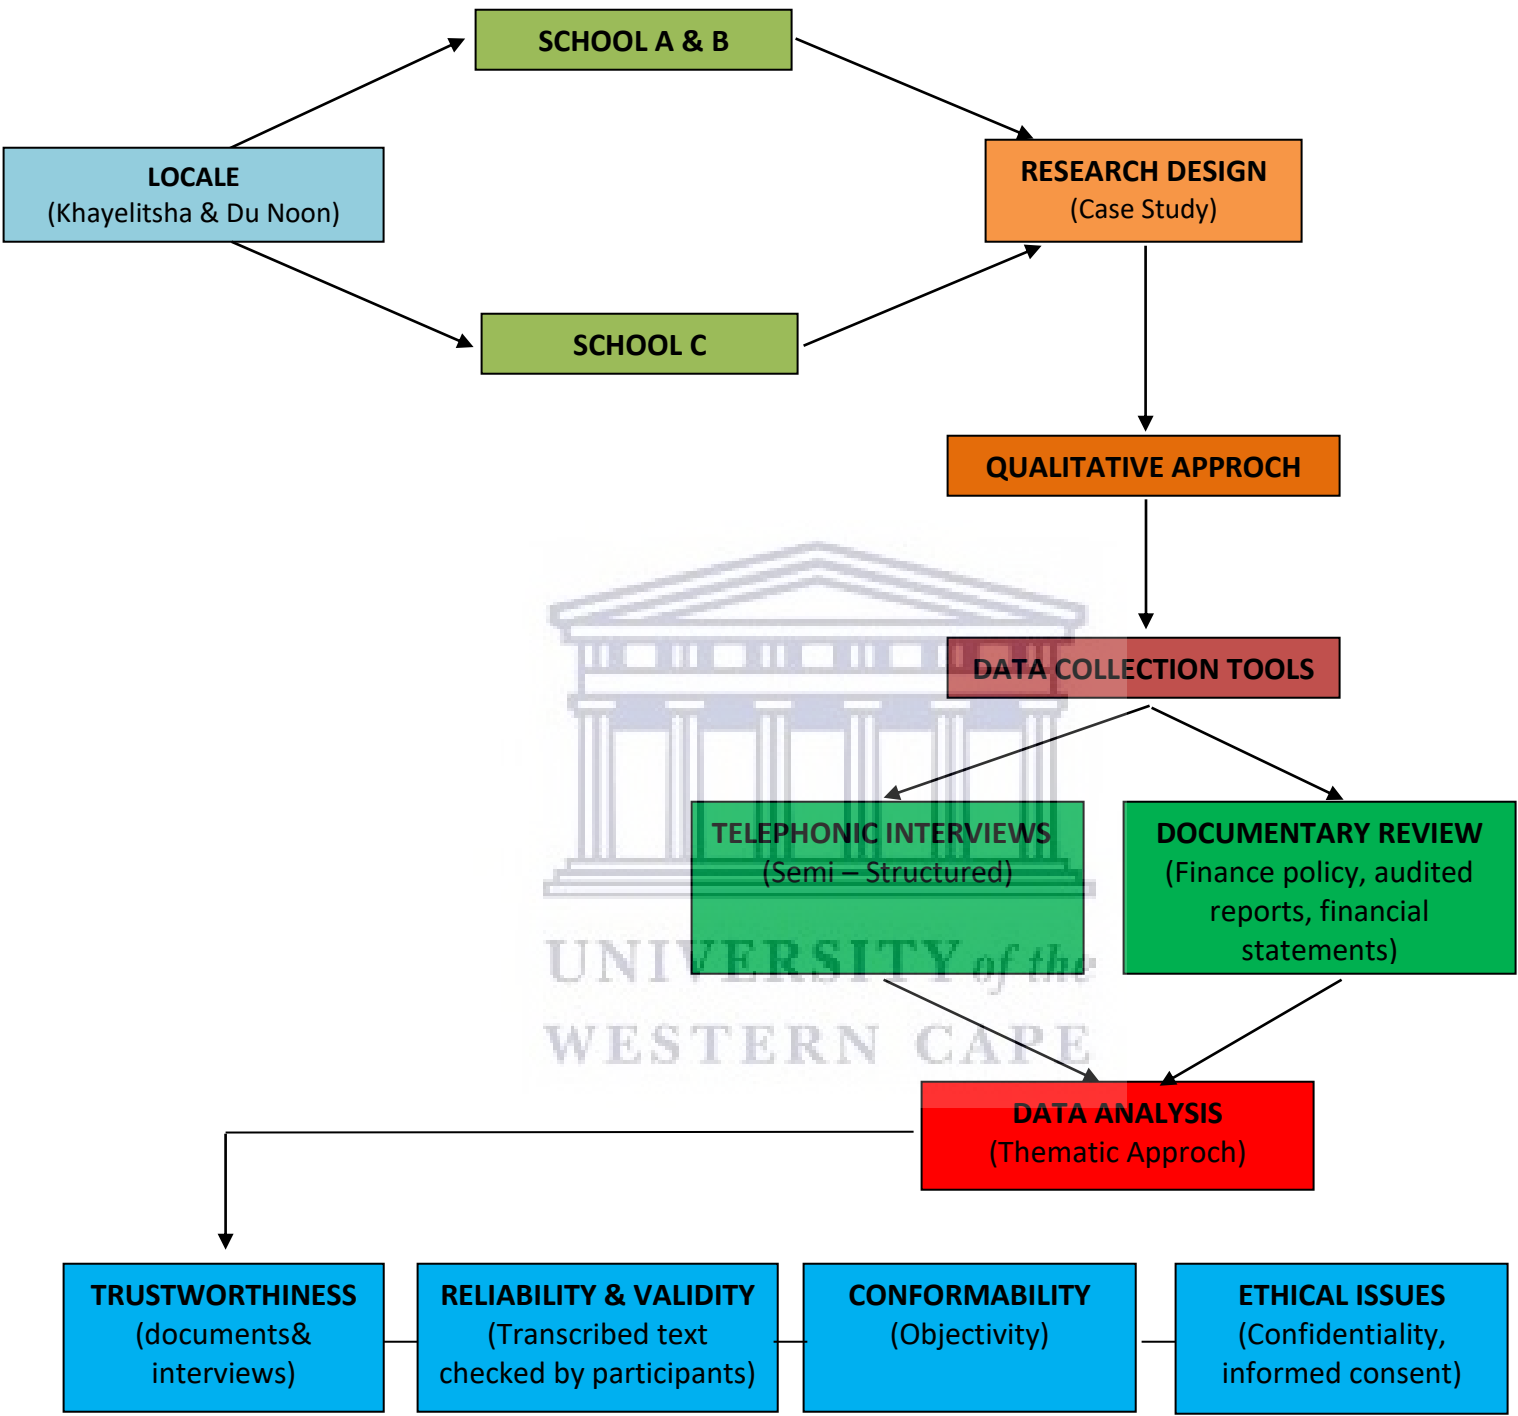 SCHOOL A & B
LOCALE
(Khayelitsha & Du Noon)
RESEARCH DESIGN
(Case Study)
SCHOOL C
QUALITATIVE APPROCH
DATA COLLECTION TOOLS
TELEPHONIC INTERVIEWS
(Semi – Structured)
DOCUMENTARY REVIEW
(Finance policy, audited
reports, financial
statements)
UNIVERSITY of the
WESTERN CAPE
DATA ANALYSIS
(Thematic Approch)
TRUSTWORTHINESS
(documents&
interviews)
RELIABILITY & VALIDITY
(Transcribed text
checked by participants)
CONFORMABILITY
(Objectivity)
ETHICAL ISSUES
(Confidentiality,
informed consent)